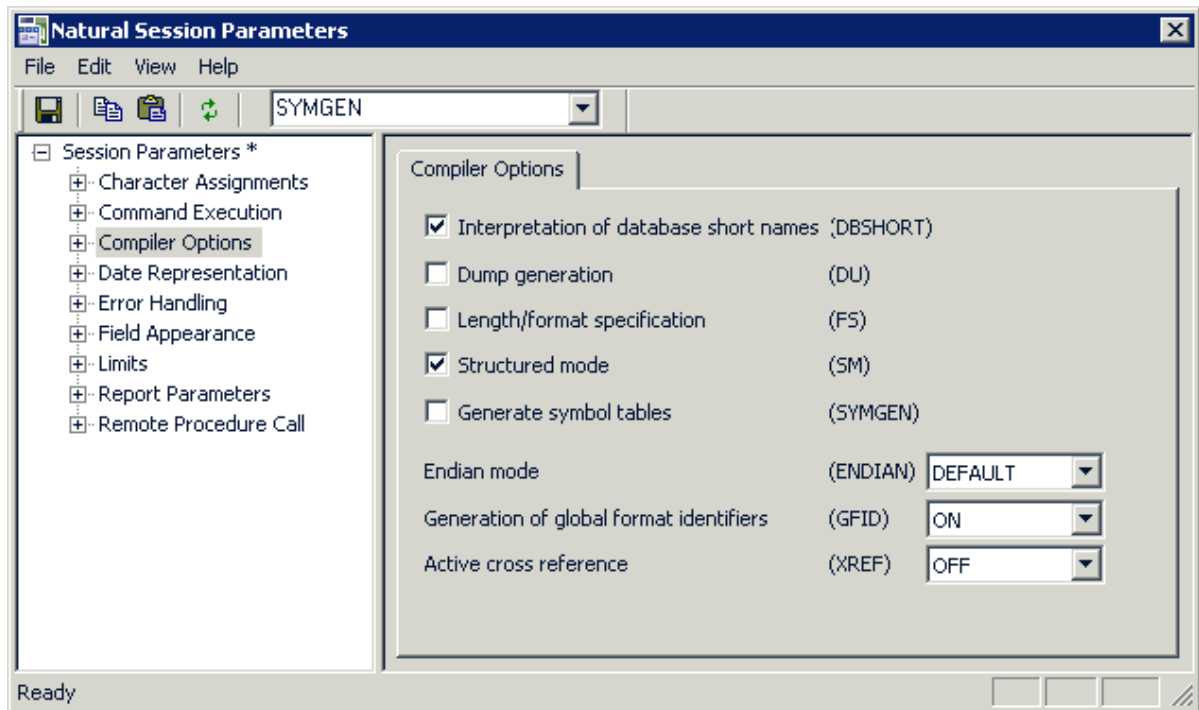 Natural Session Parameters
File Edit View Help
SYMGEN
Session Parameters *
Character Assignments
Command Execution
Compiler Options
Date Representation
Error Handling
Field Appearance
Limits
Report Parameters
Remote Procedure Call
Compiler Options
Interpretation of database short names (DBSHORT)
Dump generation (DU)
Length/format specification (FS)
Structured mode (SM)
Generate symbol tables (SYMGEN)
Endian mode (ENDIAN) DEFAULT
Generation of global format identifiers (GFID) ON
Active cross reference (XREF) OFF
Ready